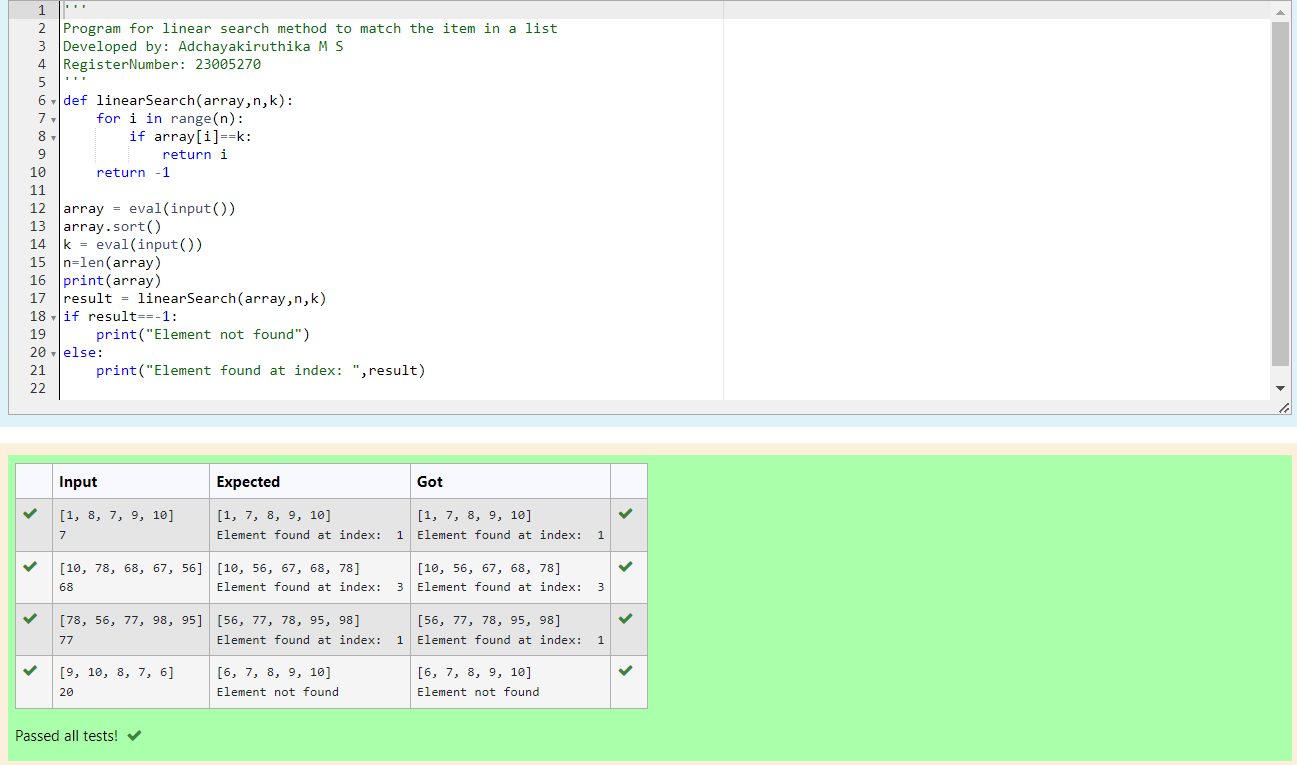 1 '''
2 Program for linear search method to match the item in a list
3 Developed by: Adchayakiruthika M S
4 RegisterNumber: 23005270
5 '''
6 def linearSearch(array,n,k):
7     for i in range(n):
8         if array[i]==k:
9             return i
10     return -1
11
12 array = eval(input())
13 array.sort()
14 k = eval(input())
15 n=len(array)
16 print(array)
17 result = linearSearch(array,n,k)
18 if result==-1:
19     print("Element not found")
20 else:
21     print("Element found at index: ",result)
22
Input Expected Got
[1, 8, 7, 9, 10] [1, 7, 8, 9, 10] [1, 7, 8, 9, 10]
7 Element found at index:  1 Element found at index:  1
[10, 78, 68, 67, 56] [10, 56, 67, 68, 78] [10, 56, 67, 68, 78]
68 Element found at index:  3 Element found at index:  3
[78, 56, 77, 98, 95] [56, 77, 78, 95, 98] [56, 77, 78, 95, 98]
77 Element found at index:  1 Element found at index:  1
[9, 10, 8, 7, 6] [6, 7, 8, 9, 10] [6, 7, 8, 9, 10]
20 Element not found Element not found
Passed all tests!